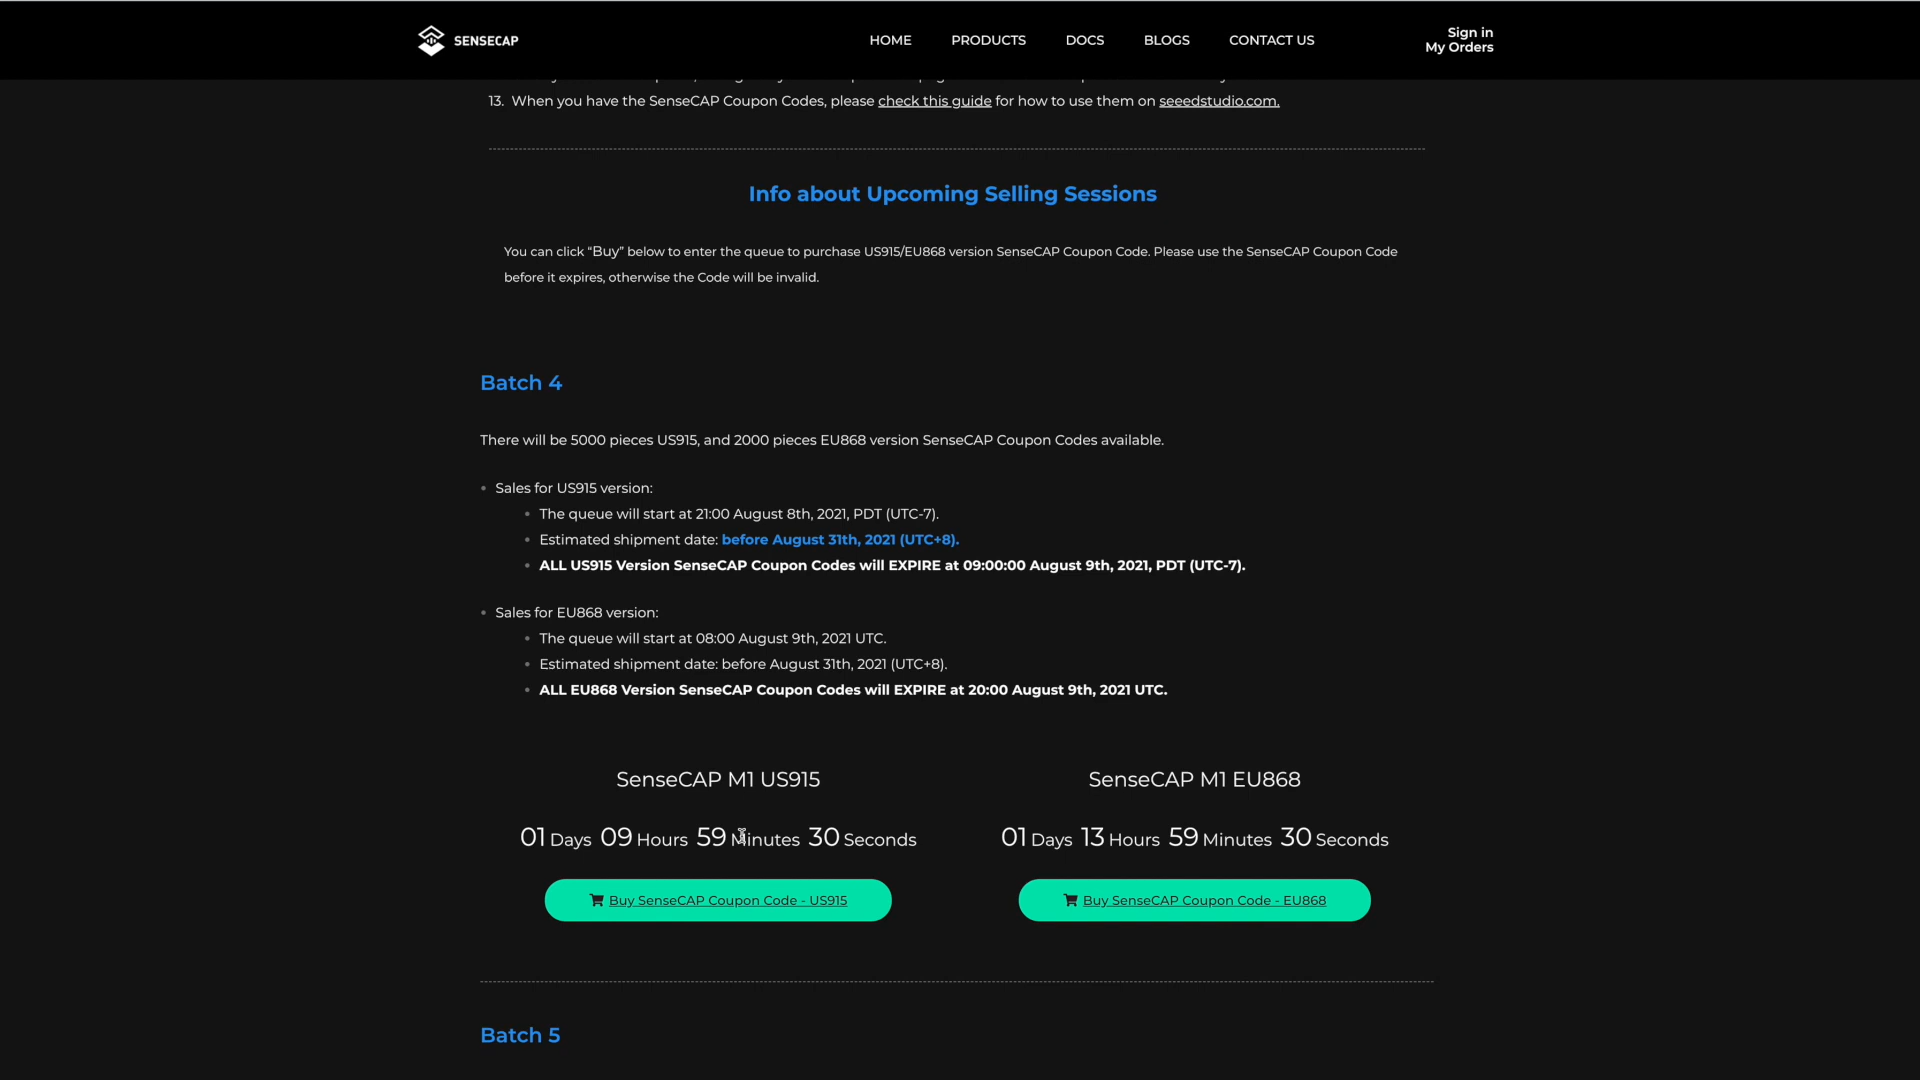 SENSECAP
HOME
PRODUCTS
DOCS
BLOGS
CONTACT US
Sign in
My Orders
13. When you have the SenseCAP Coupon Codes, please check this guide for how to use them on seeedstudio.com.
Info about Upcoming Selling Sessions
You can click “Buy” below to enter the queue to purchase US915/EU868 version SenseCAP Coupon Code. Please use the SenseCAP Coupon Code
before it expires, otherwise the Code will be invalid.
Batch 4
There will be 5000 pieces US915, and 2000 pieces EU868 version SenseCAP Coupon Codes available.
Sales for US915 version:
The queue will start at 21:00 August 8th, 2021, PDT (UTC-7).
Estimated shipment date: before August 31th, 2021 (UTC+8).
ALL US915 Version SenseCAP Coupon Codes will EXPIRE at 09:00:00 August 9th, 2021, PDT (UTC-7).
Sales for EU868 version:
The queue will start at 08:00 August 9th, 2021 UTC.
Estimated shipment date: before August 31th, 2021 (UTC+8).
ALL EU868 Version SenseCAP Coupon Codes will EXPIRE at 20:00 August 9th, 2021 UTC.
SenseCAP M1 US915
01 Days 09 Hours 59 Minutes 30 Seconds
Buy SenseCAP Coupon Code - US915
SenseCAP M1 EU868
01 Days 13 Hours 59 Minutes 30 Seconds
Buy SenseCAP Coupon Code - EU868
Batch 5